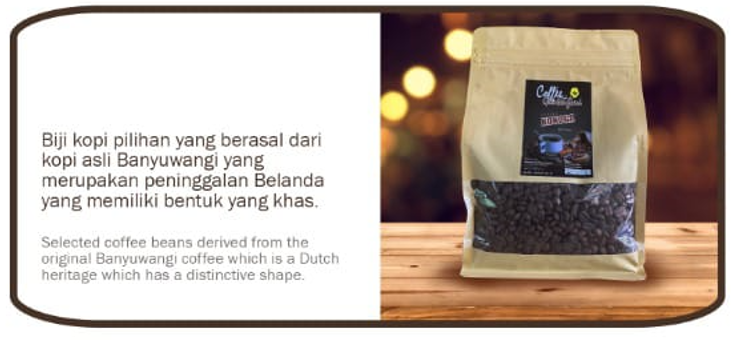 Biji kopi pilihan yang berasal dari
kopi asli Banyuwangi yang
merupakan peninggalan Belanda
yang memiliki bentuk yang khas.
Selected coffee beans derived from the
original Banyuwangi coffee which is a Dutch
heritage which has a distinctive shape.